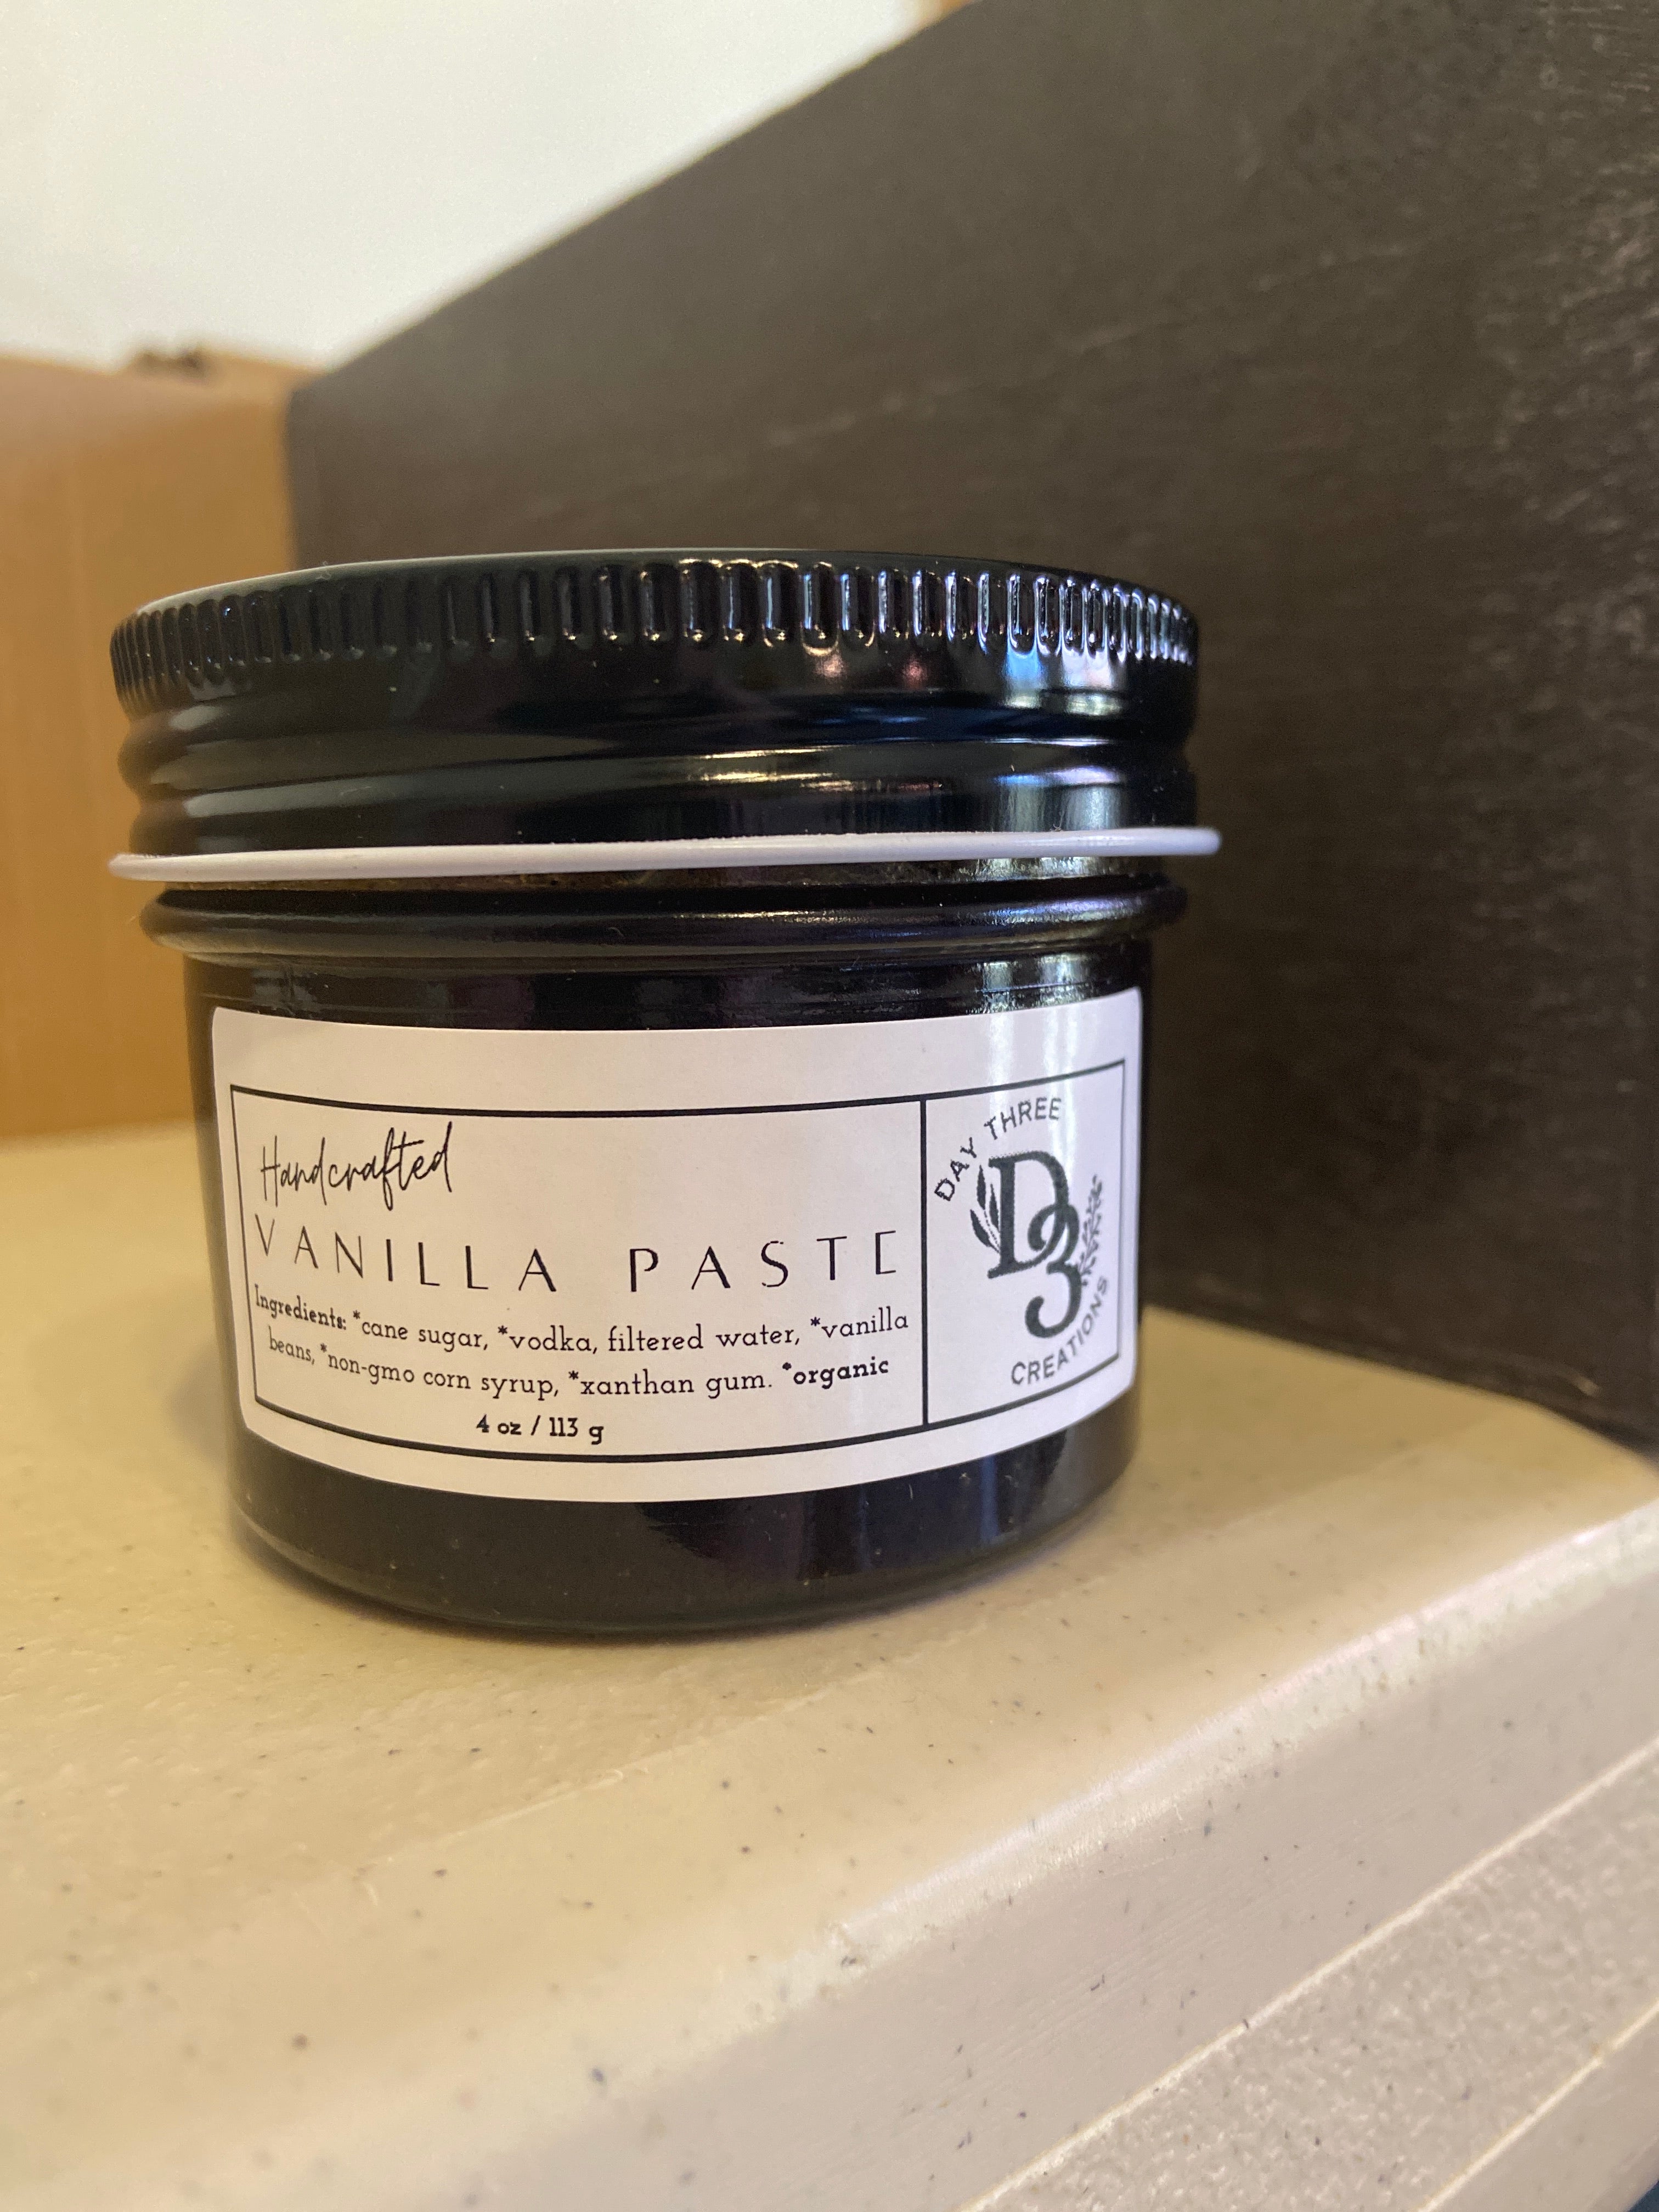 Handcrafted
VANILLA PASTE
Ingredients: *cane sugar, *vodka, filtered water, *vanilla
beans, *non-gmo corn syrup, *xanthan gum. *organic
4 oz / 113 g
DAY THREE
D3
CREATIONS